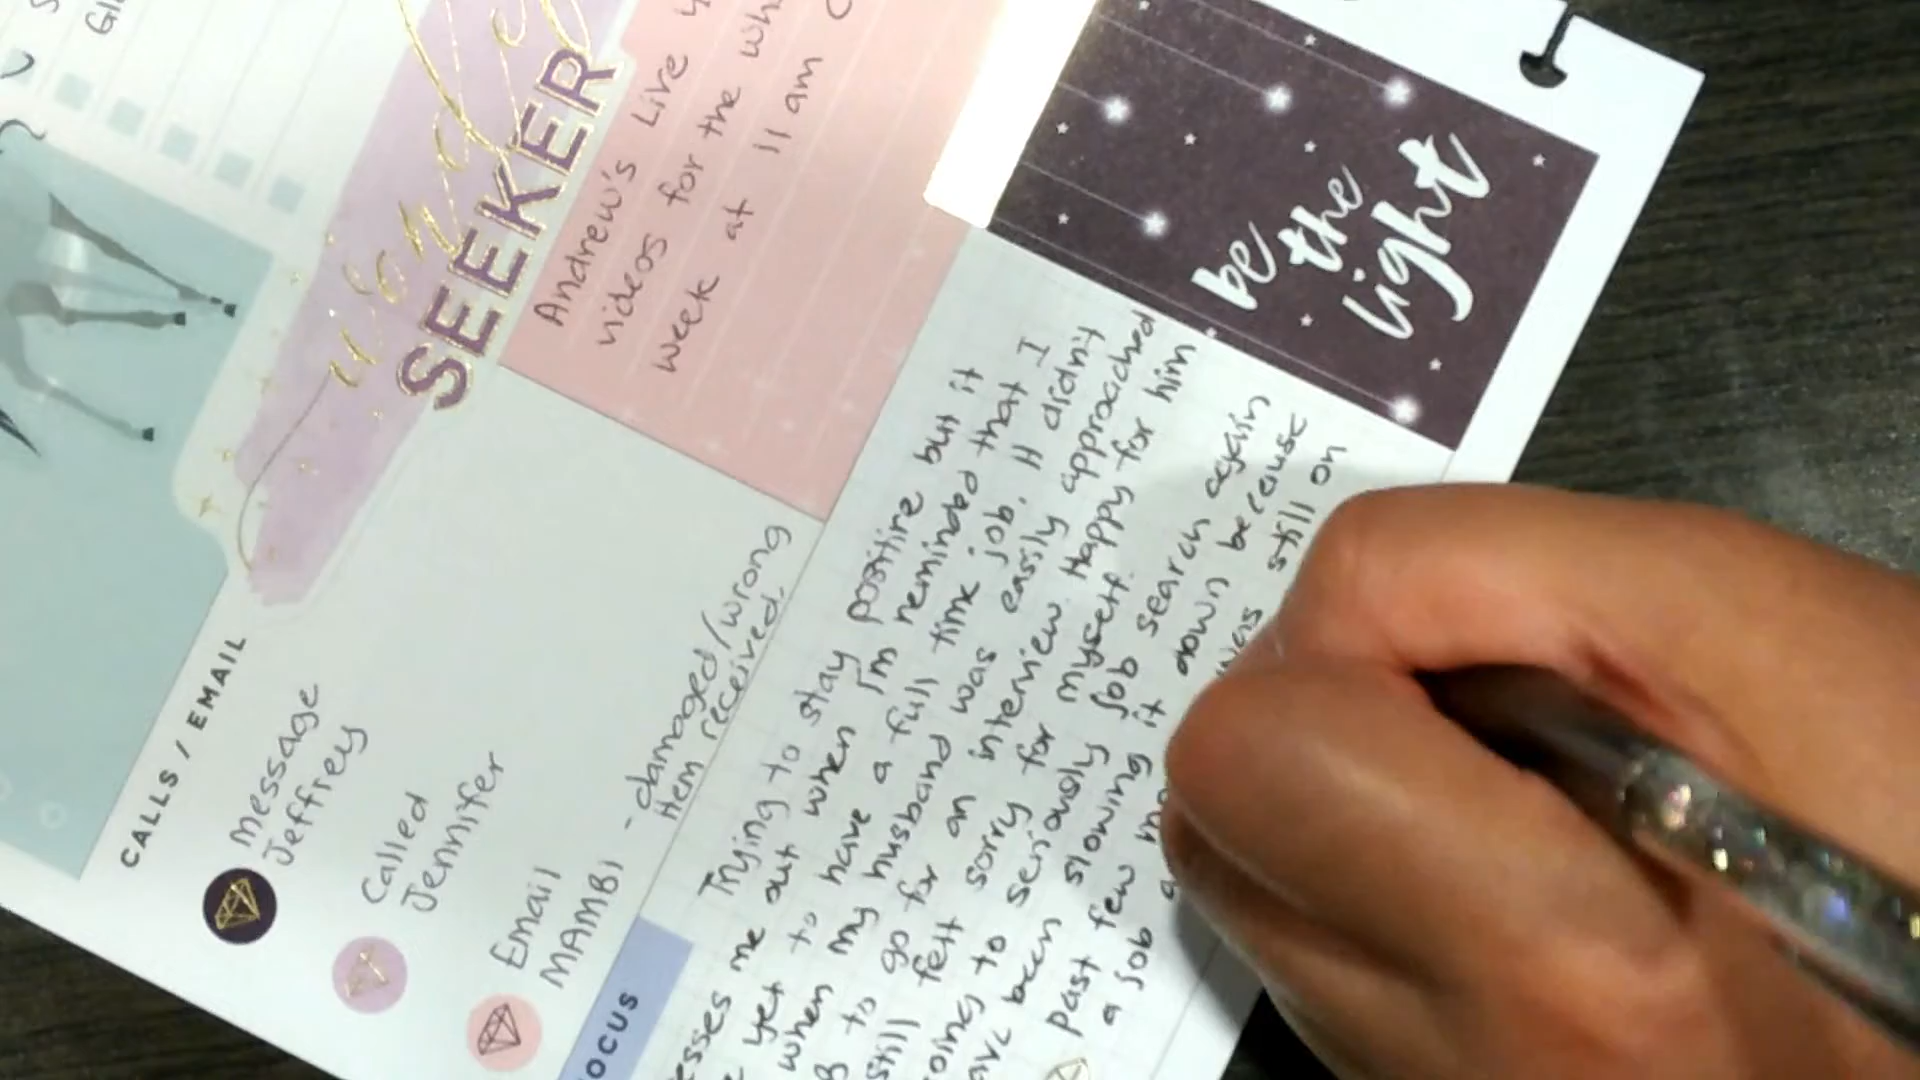 wonder
SEEKER
Andrew's Live
videos for the
week at 11 am
be the
light
CALLS / EMAIL
message
Jeffrey
Called
Jennifer
Email
MAMBI - damaged/wrong
item received.
OCUS
Trying to stay positive but it
esses me out when I'm reminded that I
yet to have a full time job. It didn't
when my husband was easily approached
to go for an interview. Happy for him
still felt sorry for myself.
oing to seriously job search again
ave been slowing it down because
past few was still on
a job a